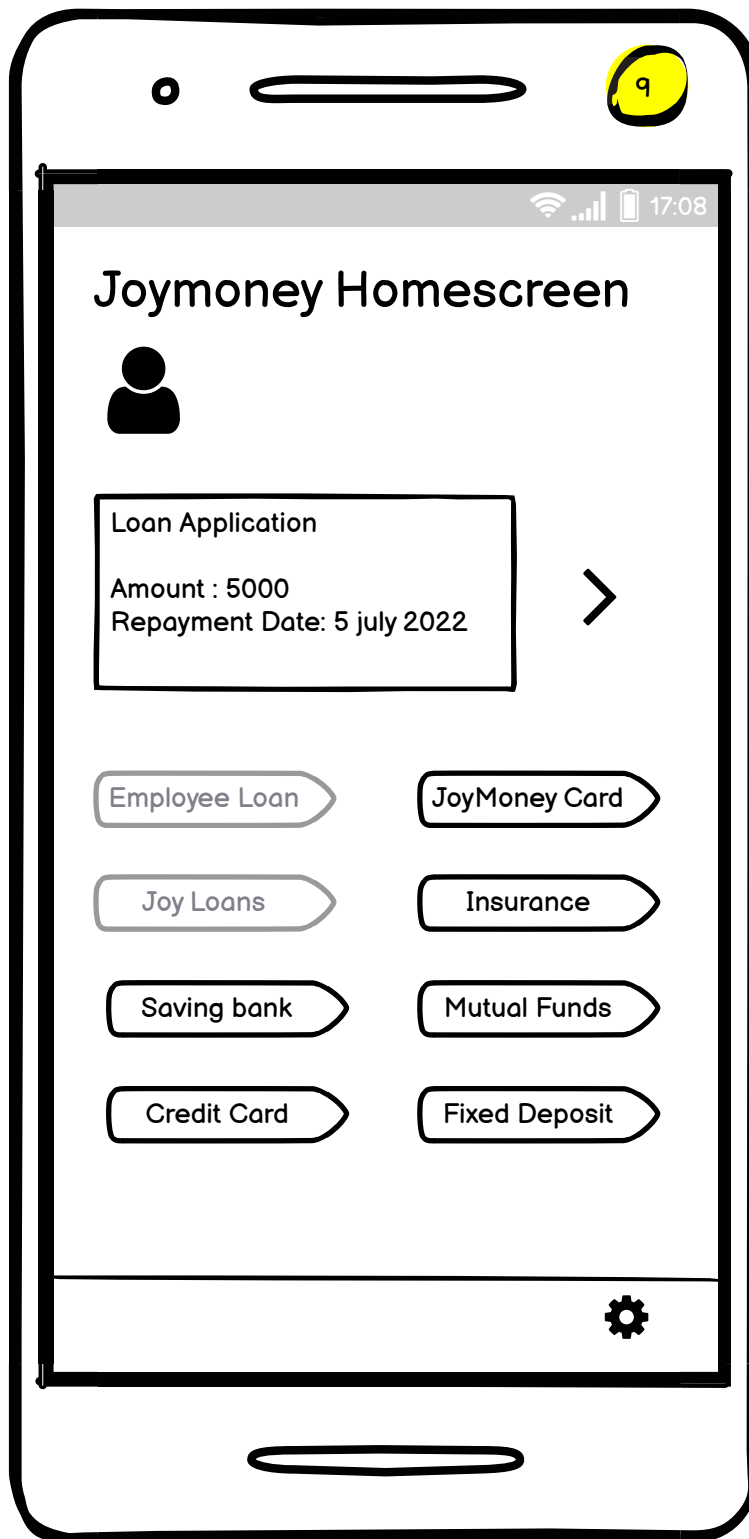 9
17:08
Joymoney Homescreen
Loan Application
Amount : 5000
Repayment Date: 5 july 2022
Employee Loan
JoyMoney Card
Joy Loans
Insurance
Saving bank
Mutual Funds
Credit Card
Fixed Deposit